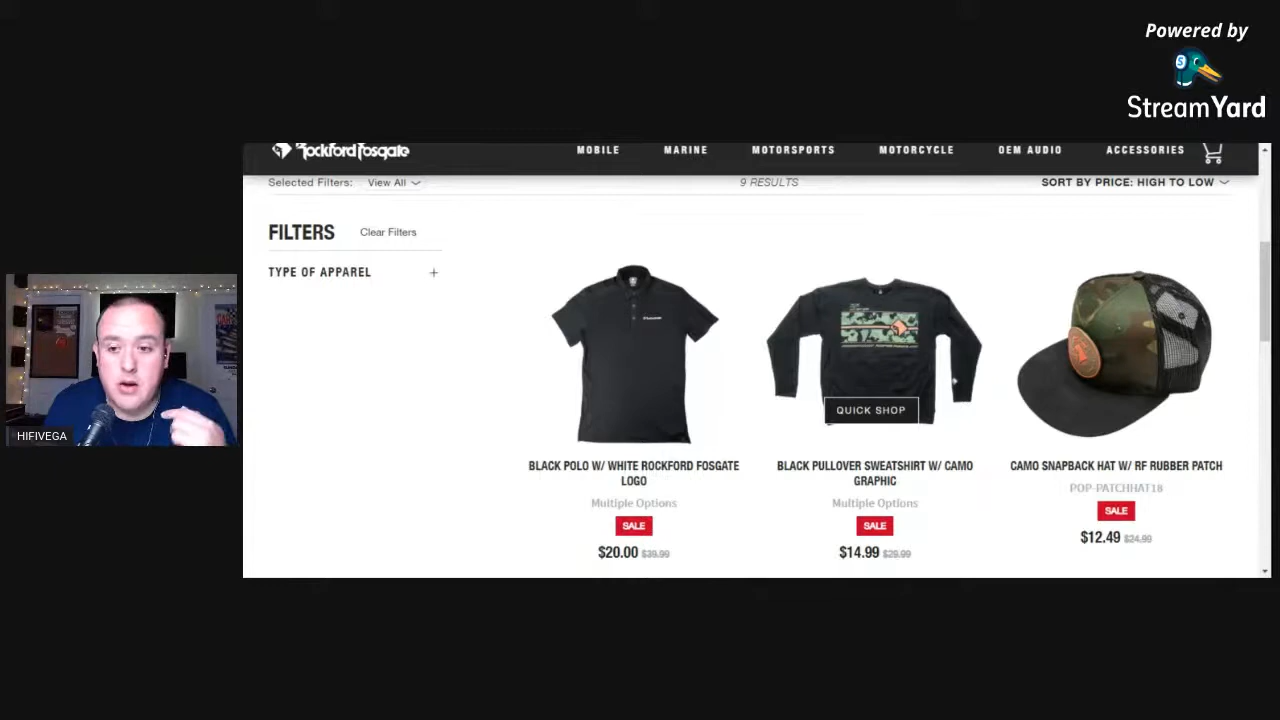 Powered by
StreamYard
Rockford Fosgate
MOBILE MARINE MOTORSPORTS MOTORCYCLE OEM AUDIO ACCESSORIES
Selected Filters: View All 9 RESULTS SORT BY PRICE: HIGH TO LOW
FILTERS Clear Filters
TYPE OF APPAREL +
QUICK SHOP
HIFIVEGA
BLACK POLO W/ WHITE ROCKFORD FOSGATE
LOGO
Multiple Options
SALE
$20.00 $39.99
BLACK PULLOVER SWEATSHIRT W/ CAMO
GRAPHIC
Multiple Options
SALE
$14.99 $29.99
CAMO SNAPBACK HAT W/ RF RUBBER PATCH
POP-PATCHHAT18
SALE
$12.49 $24.99